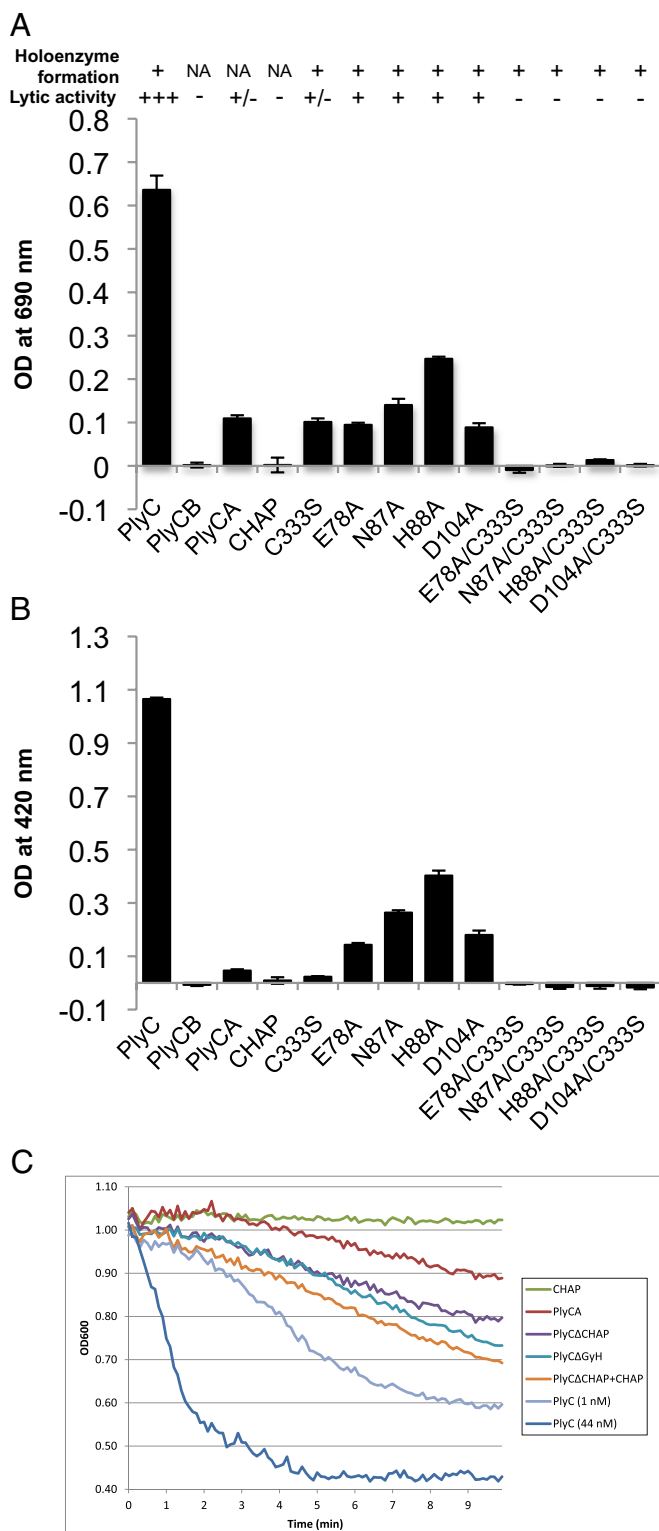 A
Holoenzyme formation + NA NA NA + + + + + + + + +
Lytic activity +++ - +/- - +/- + + + + - - - -
OD at 690 nm
0.8
0.7
0.6
0.5
0.4
0.3
0.2
0.1
0
-0.1
PlyC
PlyCB
PlyCA
CHAP
C333S
E78A
N87A
H88A
D104A
E78A/C333S
N87A/C333S
H88A/C333S
D104A/C333S
B
OD at 420 nm
1.3
1.1
0.9
0.7
0.5
0.3
0.1
-0.1
PlyC
PlyCB
PlyCA
CHAP
C333S
E78A
N87A
H88A
D104A
E78A/C333S
N87A/C333S
H88A/C333S
D104A/C333S
C
OD600
1.10
1.00
0.90
0.80
0.70
0.60
0.50
0.40
0 1 2 3 4 5 6 7 8 9
Time (min)
CHAP
PlyCA
PlyCΔCHAP
PlyCΔGyH
PlyCΔCHAP+CHAP
PlyC (1 nM)
PlyC (44 nM)